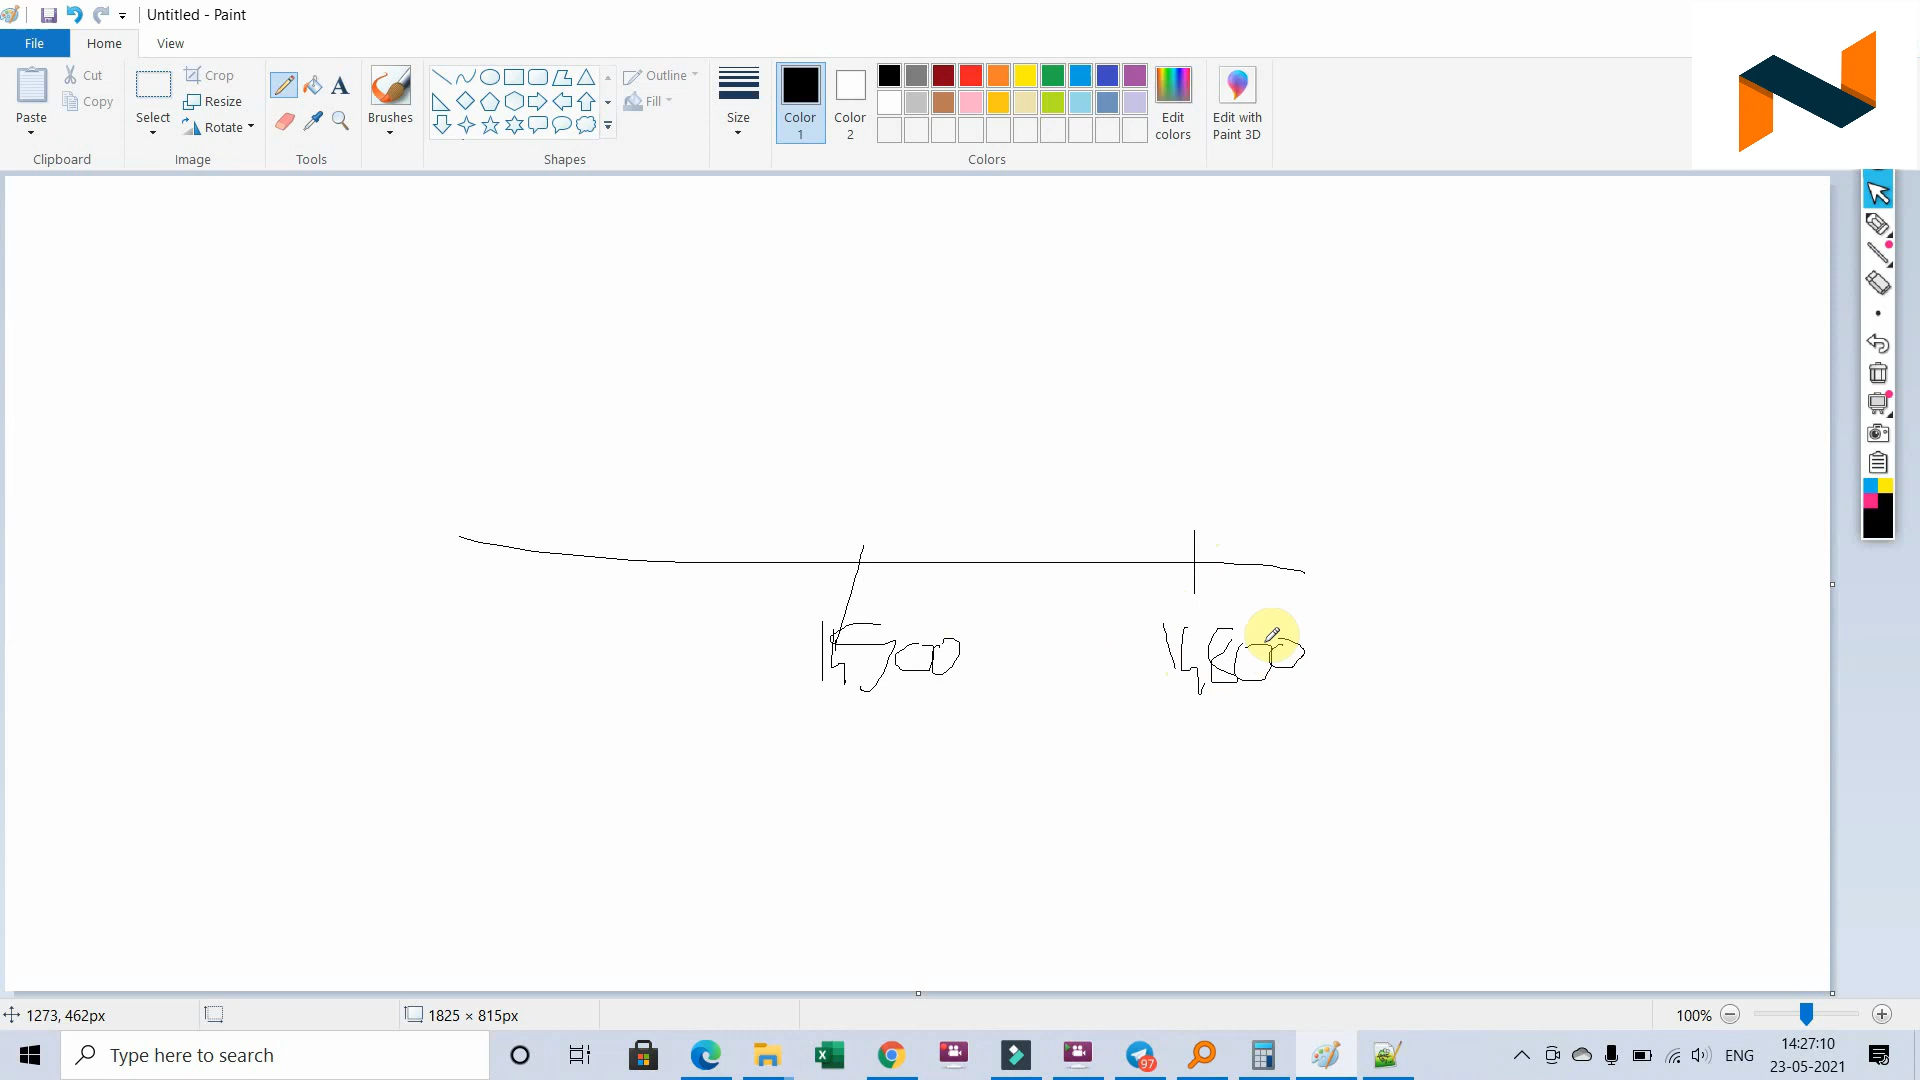 Untitled - Paint
File Home View
Cut
Copy
Paste
Clipboard
Crop
Resize
Rotate
Select
Image
Tools
Brushes
Outline
Fill
Shapes
Size
Color 1
Color 2
Edit colors
Edit with Paint 3D
Colors
1273, 462px
1825 × 815px
100%
Type here to search
97
ENG
14:27:10
23-05-2021